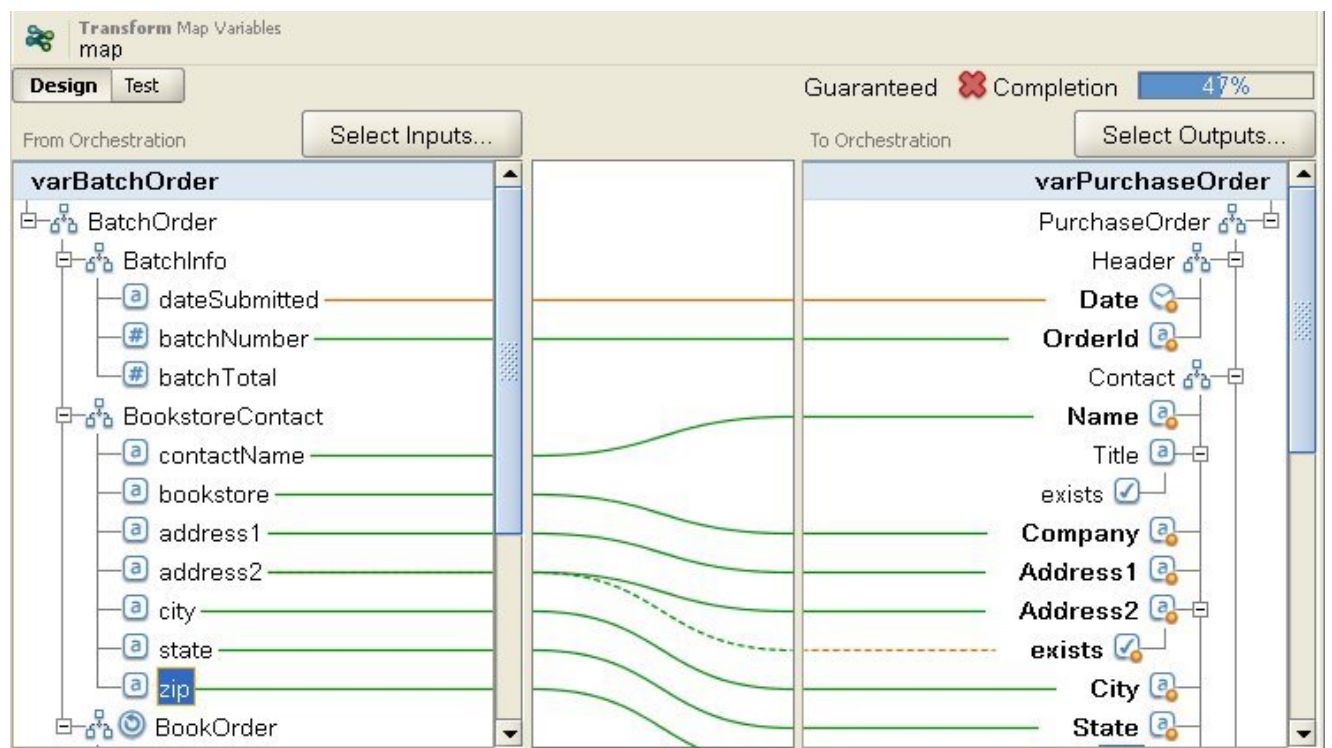 Transform Map Variables
map
Design Test
Guaranteed Completion 47%
From Orchestration Select Inputs...
To Orchestration Select Outputs...
varBatchOrder
BatchOrder
BatchInfo
dateSubmitted
batchNumber
batchTotal
BookstoreContact
contactName
bookstore
address1
address2
city
state
zip
BookOrder
varPurchaseOrder
PurchaseOrder
Header
Date
OrderId
Contact
Name
Title
exists
Company
Address1
Address2
exists
City
State